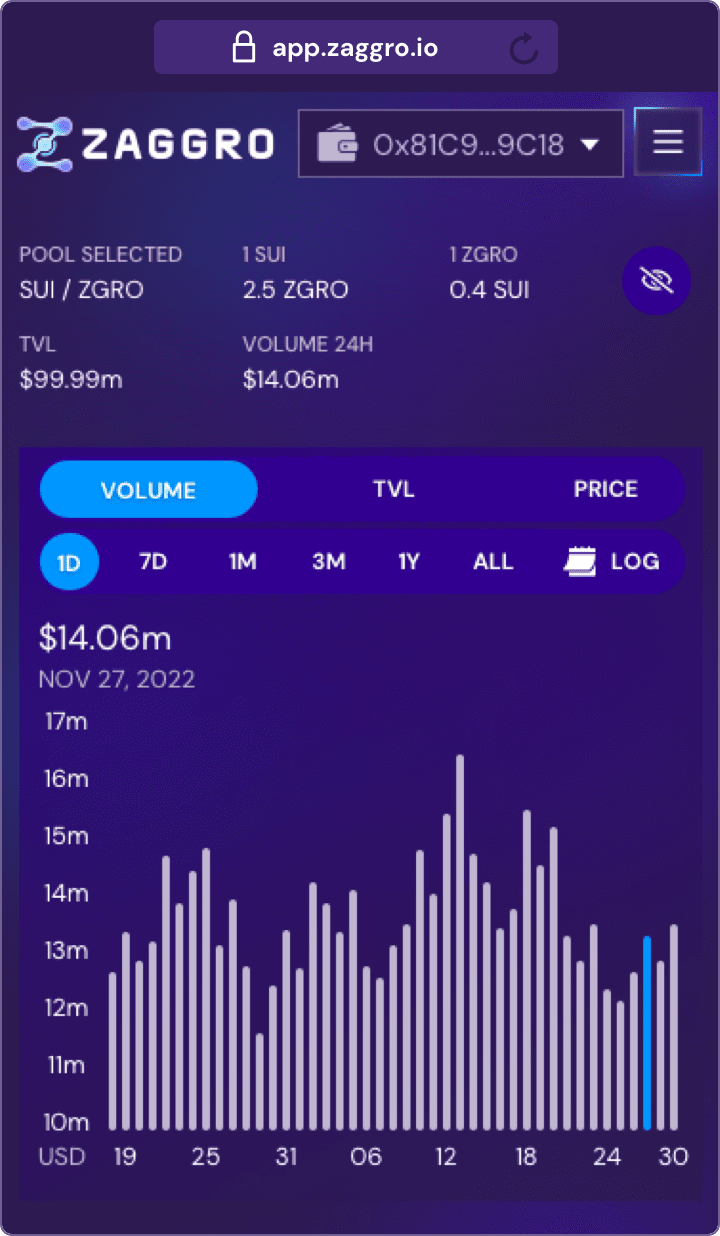 app.zaggro.io
ZAGGRO 0x81C9...9C18
POOL SELECTED 1 SUI 1 ZGRO
SUI / ZGRO 2.5 ZGRO 0.4 SUI
TVL VOLUME 24H
$99.99m $14.06m
VOLUME TVL PRICE
1D 7D 1M 3M 1Y ALL LOG
$14.06m
NOV 27, 2022
17m
16m
15m
14m
13m
12m
11m
10m
USD 19 25 31 06 12 18 24 30